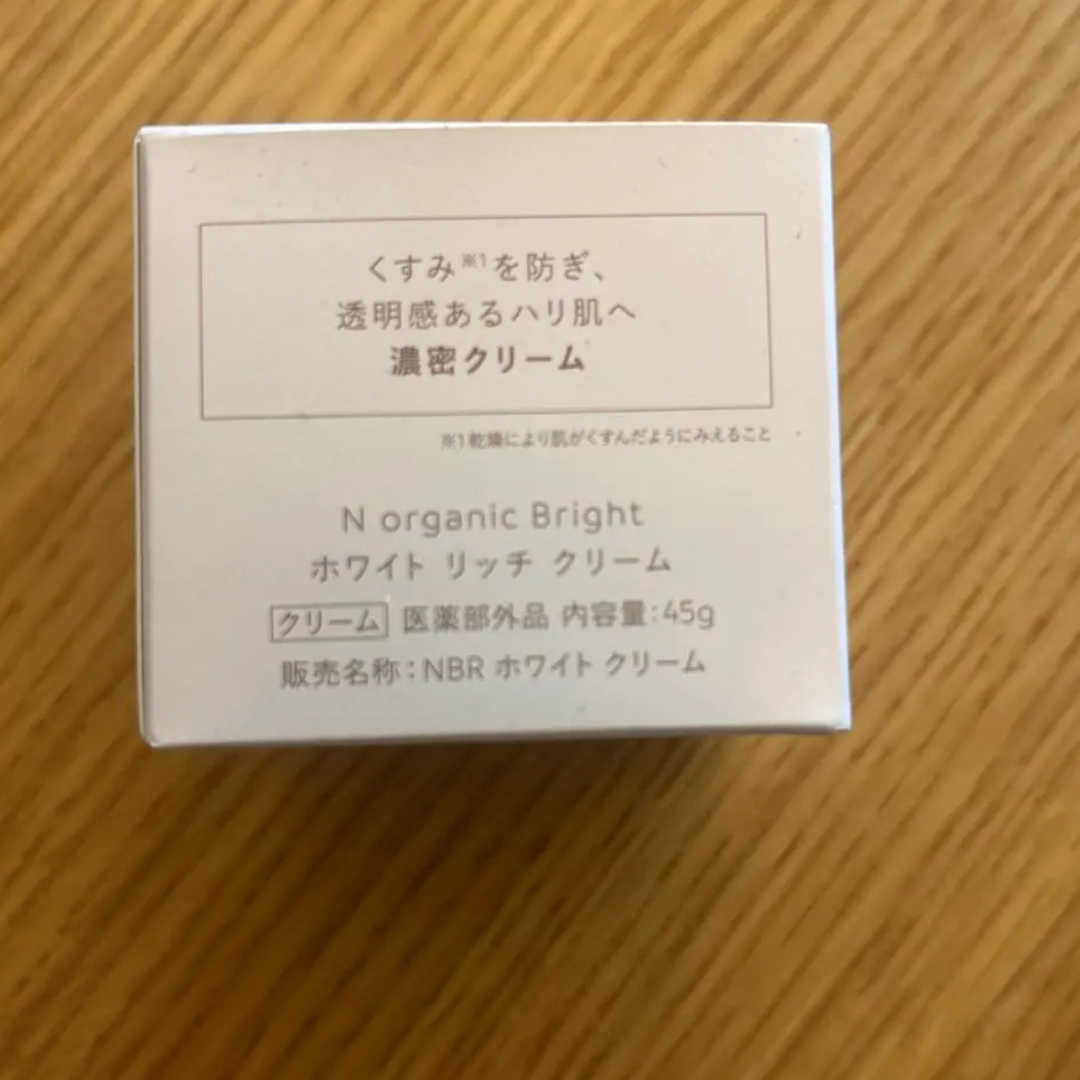 くすみ※1を防ぎ、
透明感あるハリ肌へ
濃密クリーム
※1乾燥により肌がくすんだようにみえること
N organic Bright
ホワイト リッチ クリーム
クリーム 医薬部外品 内容量:45g
販売名称:NBR ホワイト クリーム